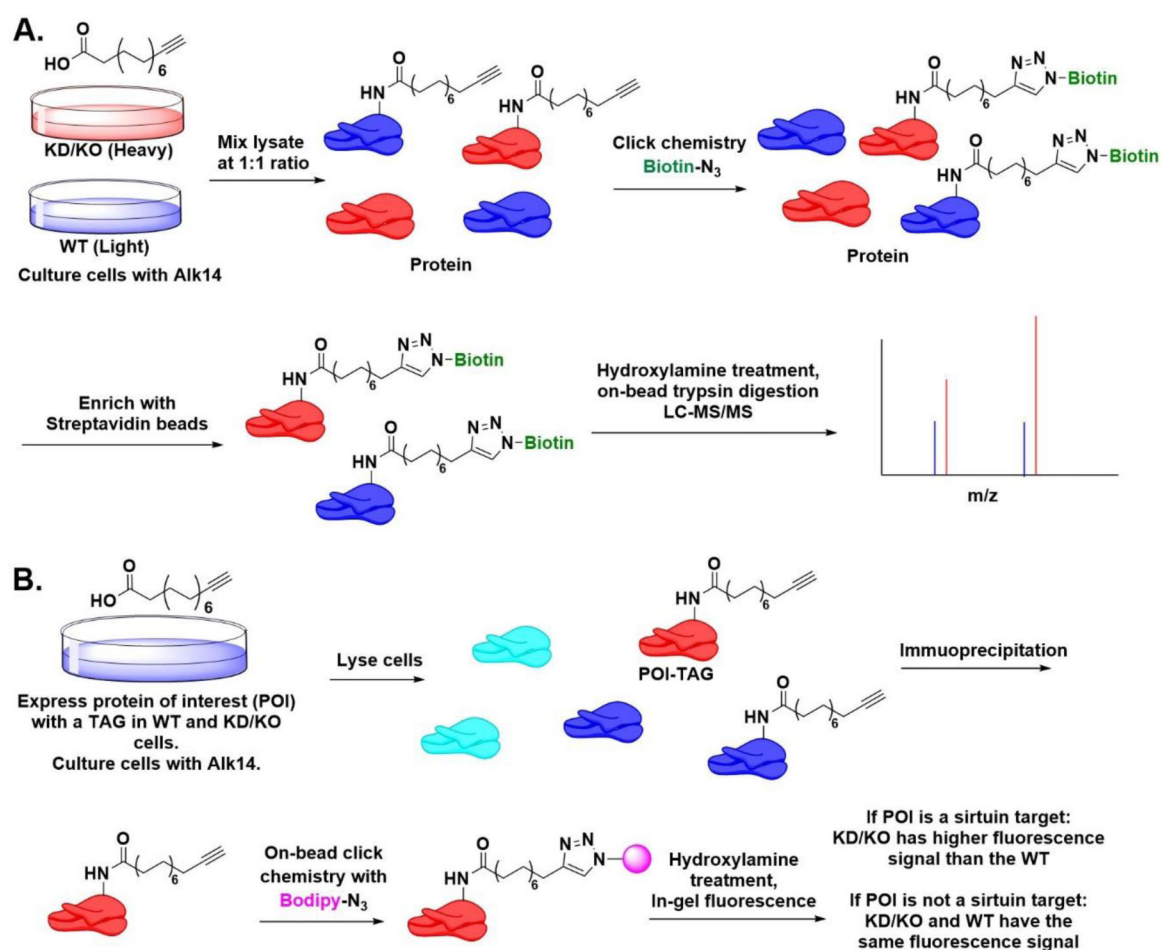 A.
O
HO
6
KD/KO (Heavy)
WT (Light)
Culture cells with Alk14
Mix lysate
at 1:1 ratio
O
HN
6
O
HN
6
Protein
Click chemistry
Biotin-N3
O
HN
6
N=N
N-Biotin
O
HN
6
N=N
N-Biotin
Protein
Enrich with
Streptavidin beads
O
HN
6
N=N
N-Biotin
O
HN
6
N=N
N-Biotin
Hydroxylamine treatment,
on-bead trypsin digestion
LC-MS/MS
m/z
B.
O
HO
6
Express protein of interest (POI)
with a TAG in WT and KD/KO
cells.
Culture cells with Alk14.
Lyse cells
O
HN
6
POI-TAG
O
HN
6
Immuoprecipitation
O
HN
6
On-bead click
chemistry with
Bodipy-N3
O
HN
6
N=N
N
Hydroxylamine
treatment,
In-gel fluorescence
If POI is a sirtuin target:
KD/KO has higher fluorescence
signal than the WT
If POI is not a sirtuin target:
KD/KO and WT have the
same fluorescence signal